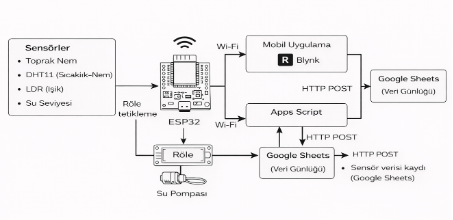 Sensörler
• Toprak Nem
• DHT11 (Sıcaklık–Nem)
• LDR (Işık)
• Su Seviyesi
Röle
tetikleme
ESP32
Wi-Fi
Wi-Fi
Mobil Uygulama
R Blynk
HTTP POST
Apps Script
HTTP POST
Google Sheets
(Veri Günlüğü)
Röle
Su Pompası
Google Sheets
(Veri Günlüğü)
HTTP POST
• Sensör verisi kaydı
(Google Sheets)